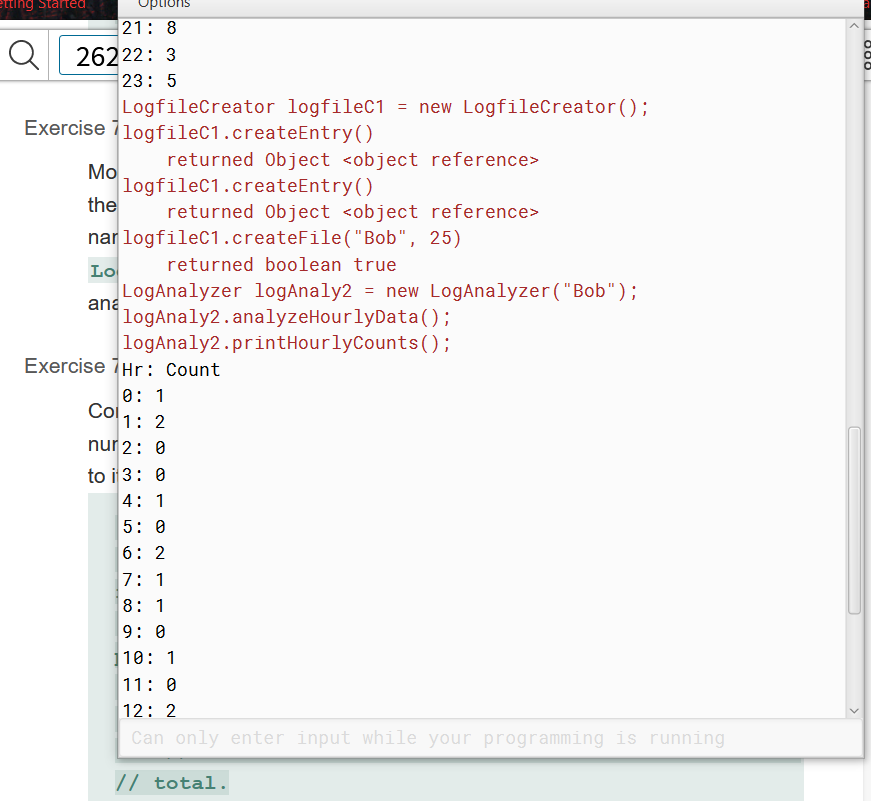 etting Started
Options
262
21: 8
22: 3
23: 5
LogfileCreator logfileC1 = new LogfileCreator();
Exercise 7
logfileC1.createEntry()
returned Object <object reference>
Mo
logfileC1.createEntry()
the
returned Object <object reference>
nar
logfileC1.createFile("Bob", 25)
returned boolean true
Lo
LogAnalyzer logAnaly2 = new LogAnalyzer("Bob");
ana
logAnaly2.analyzeHourlyData();
logAnaly2.printHourlyCounts();
Exercise 7
Hr: Count
0: 1
Co
1: 2
nur
2: 0
to i
3: 0
4: 1
5: 0
6: 2
7: 1
8: 1
9: 0
10: 1
11: 0
12: 2
Can only enter input while your programming is running
// total.